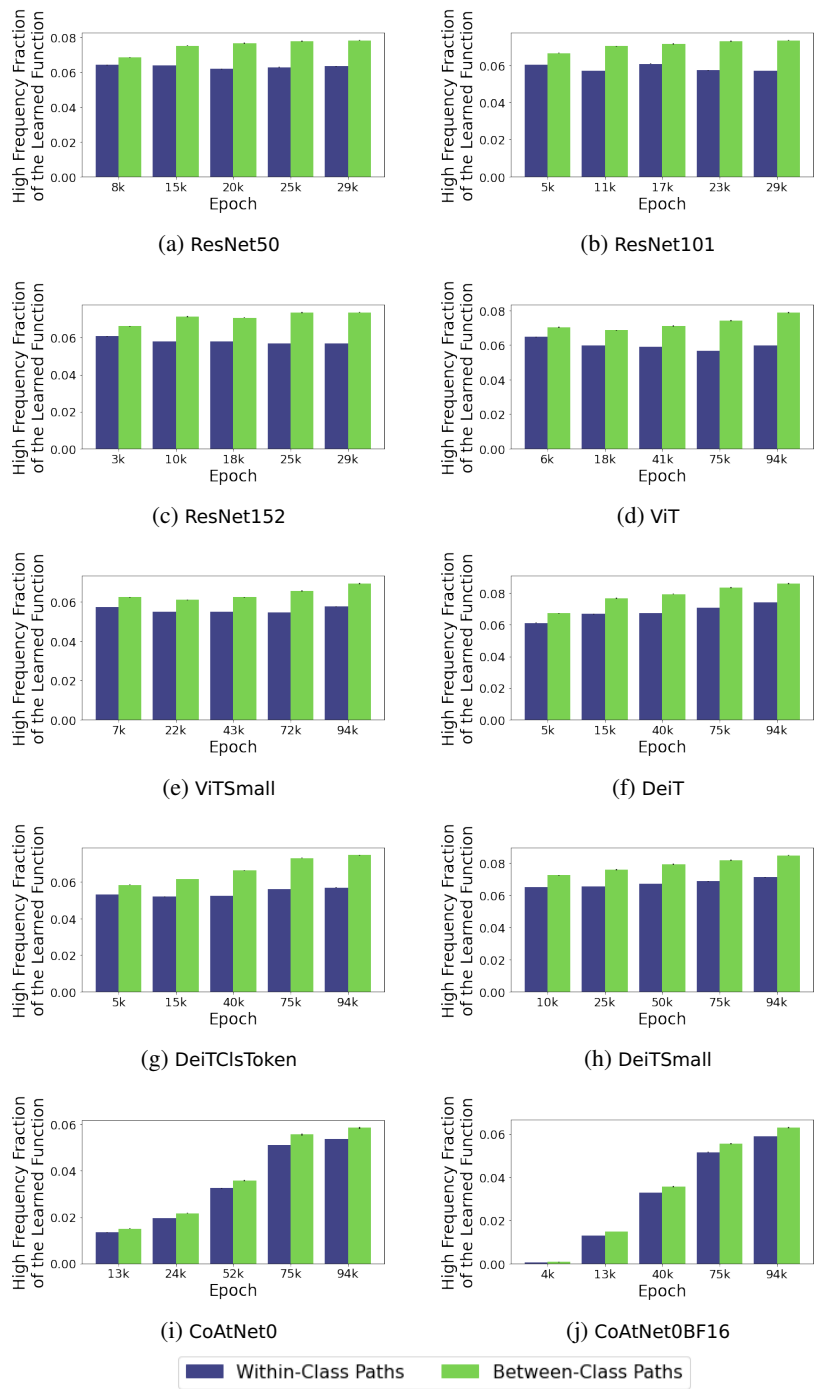 High Frequency Fraction
of the Learned Function
0.08
0.06
0.04
0.02
0.00
8k 15k 20k 25k 29k
Epoch
(a) ResNet50
High Frequency Fraction
of the Learned Function
0.06
0.04
0.02
0.00
5k 11k 17k 23k 29k
Epoch
(b) ResNet101
High Frequency Fraction
of the Learned Function
0.06
0.04
0.02
0.00
3k 10k 18k 25k 29k
Epoch
(c) ResNet152
High Frequency Fraction
of the Learned Function
0.08
0.06
0.04
0.02
0.00
6k 18k 41k 75k 94k
Epoch
(d) ViT
High Frequency Fraction
of the Learned Function
0.06
0.04
0.02
0.00
7k 22k 43k 72k 94k
Epoch
(e) ViTSmall
High Frequency Fraction
of the Learned Function
0.08
0.06
0.04
0.02
0.00
5k 15k 40k 75k 94k
Epoch
(f) DeiT
High Frequency Fraction
of the Learned Function
0.06
0.04
0.02
0.00
5k 15k 40k 75k 94k
Epoch
(g) DeiTClsToken
High Frequency Fraction
of the Learned Function
0.08
0.06
0.04
0.02
0.00
10k 25k 50k 75k 94k
Epoch
(h) DeiTSmall
High Frequency Fraction
of the Learned Function
0.06
0.04
0.02
0.00
13k 24k 52k 75k 94k
Epoch
(i) CoAtNet0
High Frequency Fraction
of the Learned Function
0.06
0.04
0.02
0.00
4k 13k 40k 75k 94k
Epoch
(j) CoAtNet0BF16
Within-Class Paths Between-Class Paths